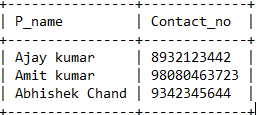 | P_name | Contact_no |
| Ajay kumar | 8932123442 |
| Amit kumar | 98080463723 |
| Abhishek Chand | 9342345644 |